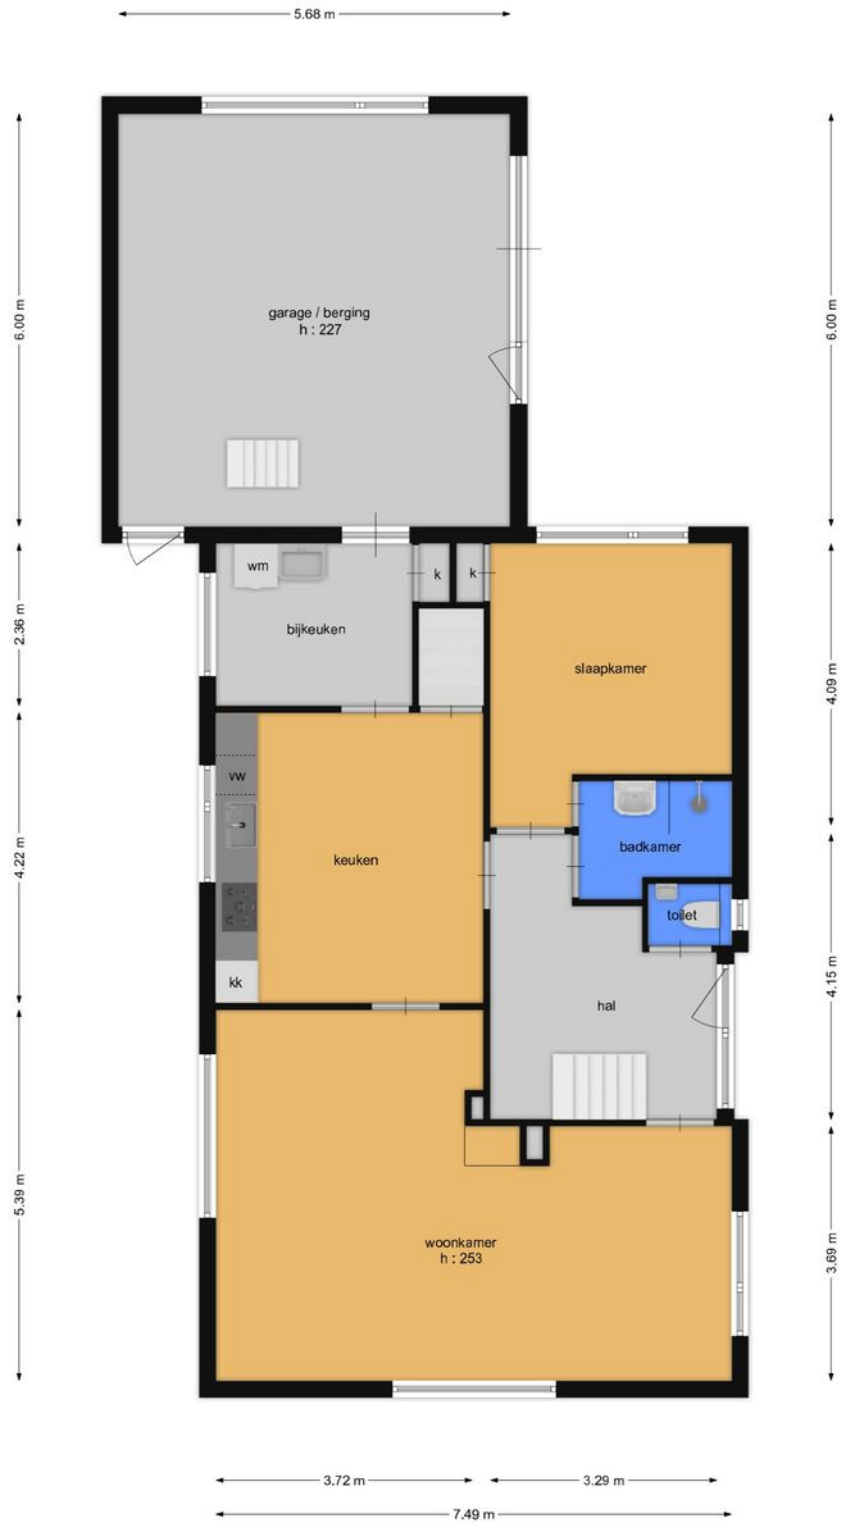 5.68 m
6.00 m
6.00 m
garage / berging
h : 227
wm
k
k
2.36 m
bijkeuken
slaapkamer
4.09 m
vw
badkamer
4.22 m
keuken
toilet
kk
hal
4.15 m
5.39 m
woonkamer
h : 253
3.69 m
3.72 m
3.29 m
7.49 m